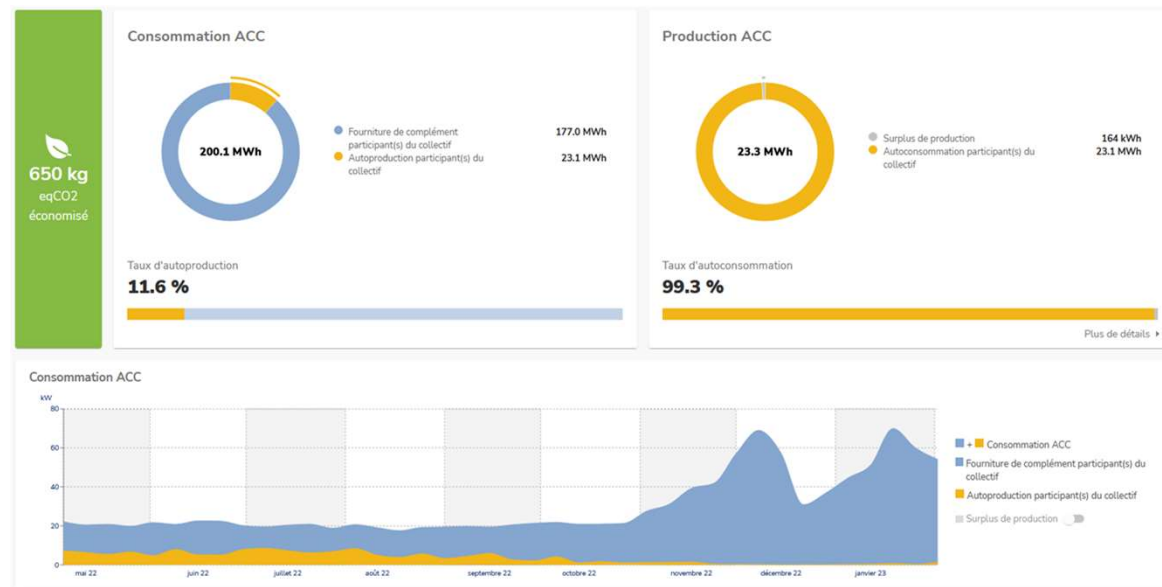 650 kg
eqCO2
économisé
Consommation ACC
200.1 MWh
Fourniture de complément
participant(s) du collectif
177.0 MWh
Autoproduction participant(s) du
collectif
23.1 MWh
Taux d'autoproduction
11.6 %
Production ACC
23.3 MWh
Surplus de production
164 kWh
Autoconsommation participant(s) du
collectif
23.1 MWh
Taux d'autoconsommation
99.3 %
Plus de détails
Consommation ACC
kW
80
60
40
20
0
mai 22
juin 22
juillet 22
août 22
septembre 22
octobre 22
novembre 22
décembre 22
janvier 23
+ Consommation ACC
Fourniture de complément participant(s) du
collectif
Autoproduction participant(s) du collectif
Surplus de production